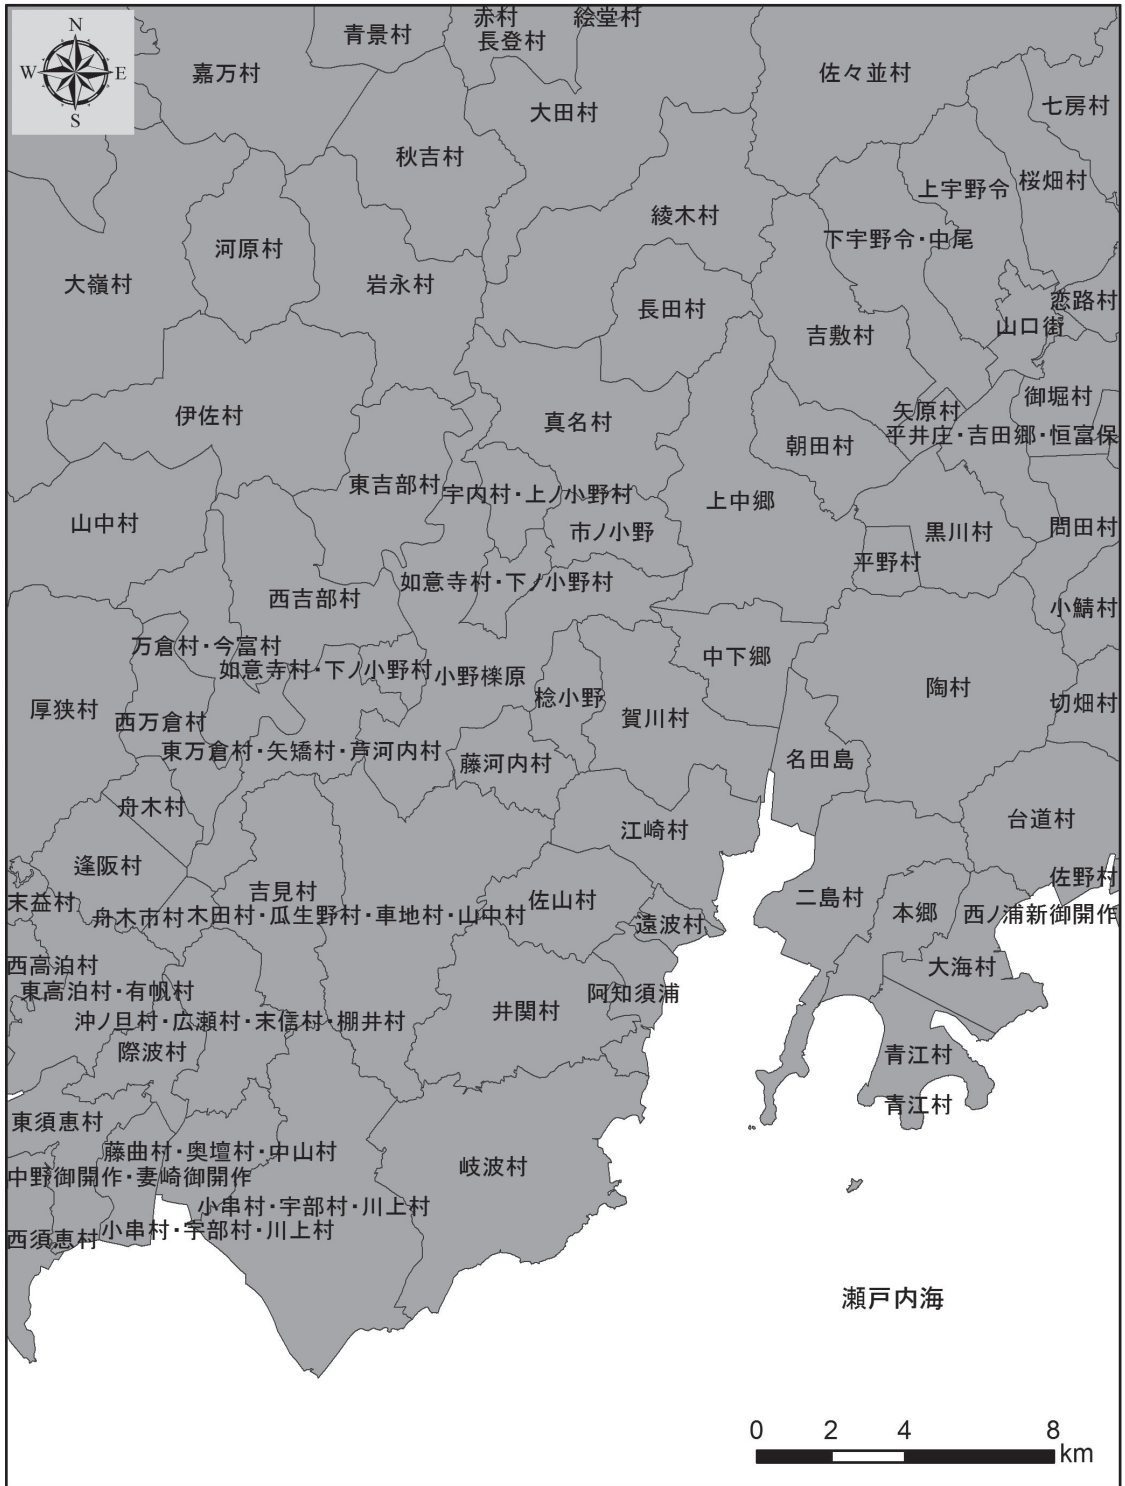 赤村
絵堂村
青景村
長登村
N
W
E
S
嘉万村
佐々並村
七房村
大田村
秋吉村
上宇野令
桜畑村
綾木村
下宇野令・中尾
河原村
大嶺村
岩永村
長田村
恋路村
山口街
吉敷村
御堀村
伊佐村
真名村
矢原村
平井庄・吉田郷・恒富保
朝田村
東吉部村
宇内村・上ノ小野村
上中郷
山中村
市ノ小野
黒川村
問田村
平野村
如意寺村・下ノ小野村
西吉部村
小鯖村
万倉村・今富村
中下郷
如意寺村・下ノ小野村
小野檪原
陶村
捻小野
切畑村
厚狭村
西万倉村
賀川村
東万倉村・矢矯村・芦河内村
藤河内村
名田島
舟木村
江崎村
台道村
逢阪村
佐野村
吉見村
末益村
佐山村
二島村
舟木市村
木田村・瓜生野村・車地村・山中村
本郷
西ノ浦新御開作
遠波村
西高泊村
大海村
東高泊村・有帆村
阿知須浦
井関村
沖ノ旦村・広瀬村・末信村・棚井村
際波村
青江村
青江村
東須恵村
藤曲村・奥壇村・中山村
岐波村
中野御開作・妻崎御開作
小串村・宇部村・川上村
小串村・宇部村・川上村
西須恵村
瀬戸内海
0 2 4 8
km